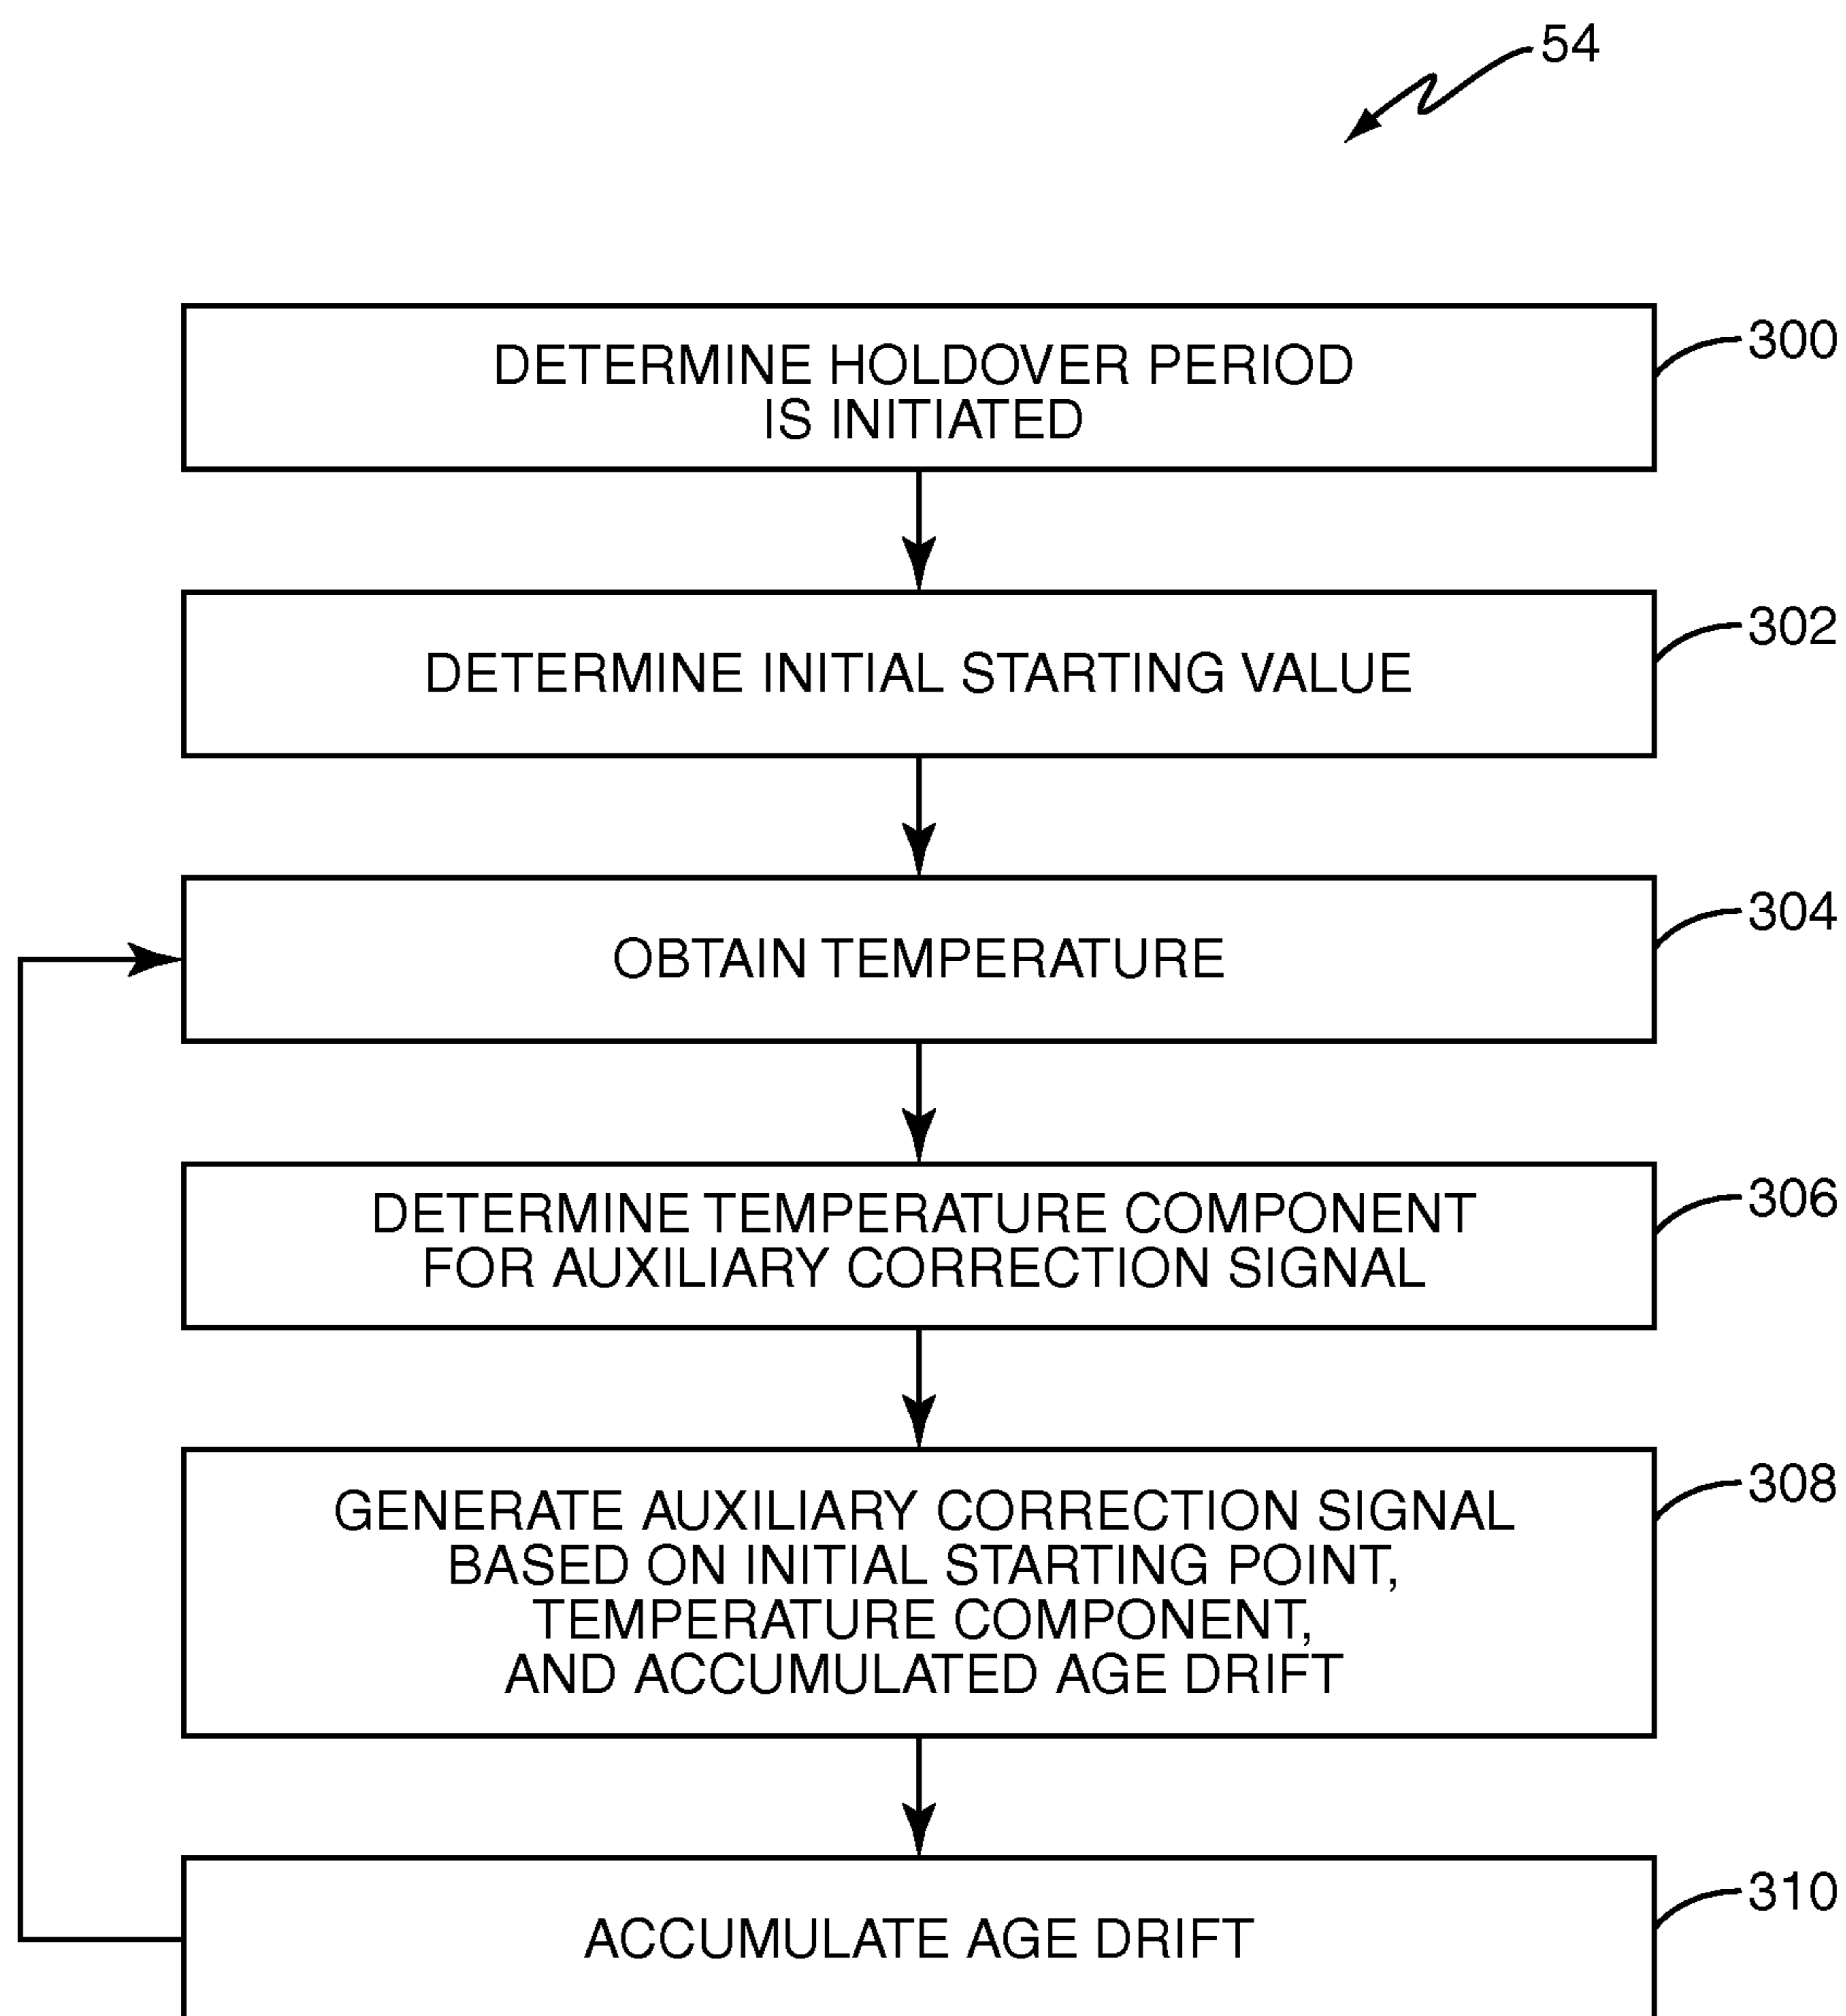 54
DETERMINE HOLDOVER PERIOD
IS INITIATED
300
DETERMINE INITIAL STARTING VALUE
302
OBTAIN TEMPERATURE
304
DETERMINE TEMPERATURE COMPONENT
FOR AUXILIARY CORRECTION SIGNAL
306
GENERATE AUXILIARY CORRECTION SIGNAL
BASED ON INITIAL STARTING POINT,
TEMPERATURE COMPONENT,
AND ACCUMULATED AGE DRIFT
308
ACCUMULATE AGE DRIFT
310